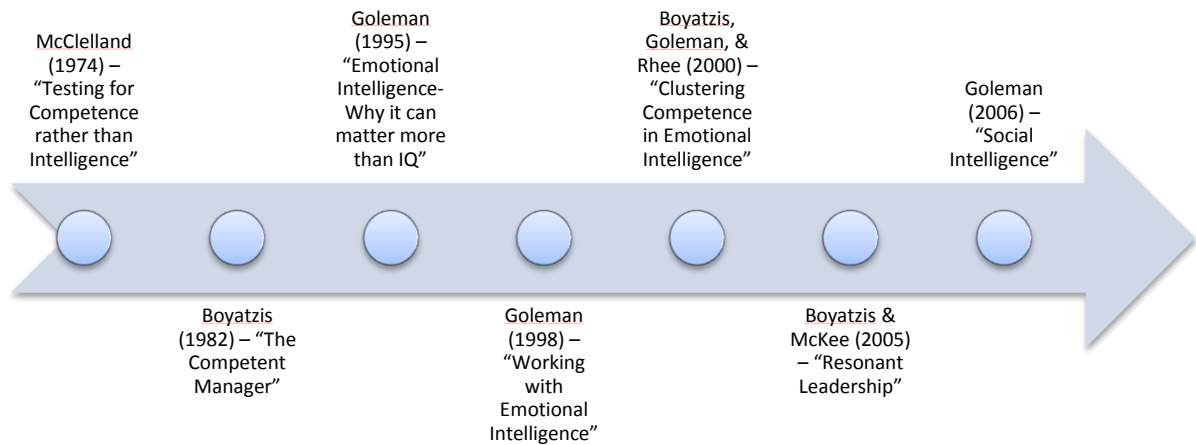 McClelland
(1974) –
“Testing for
Competence
rather than
Intelligence”
Boyatzis
(1982) – “The
Competent
Manager”
Goleman
(1995) –
“Emotional
Intelligence-
Why it can
matter more
than IQ”
Goleman
(1998) –
“Working
with
Emotional
Intelligence”
Boyatzis,
Goleman, &
Rhee (2000) –
“Clustering
Competence
in Emotional
Intelligence”
Boyatzis &
McKee (2005)
– “Resonant
Leadership”
Goleman
(2006) –
“Social
Intelligence”